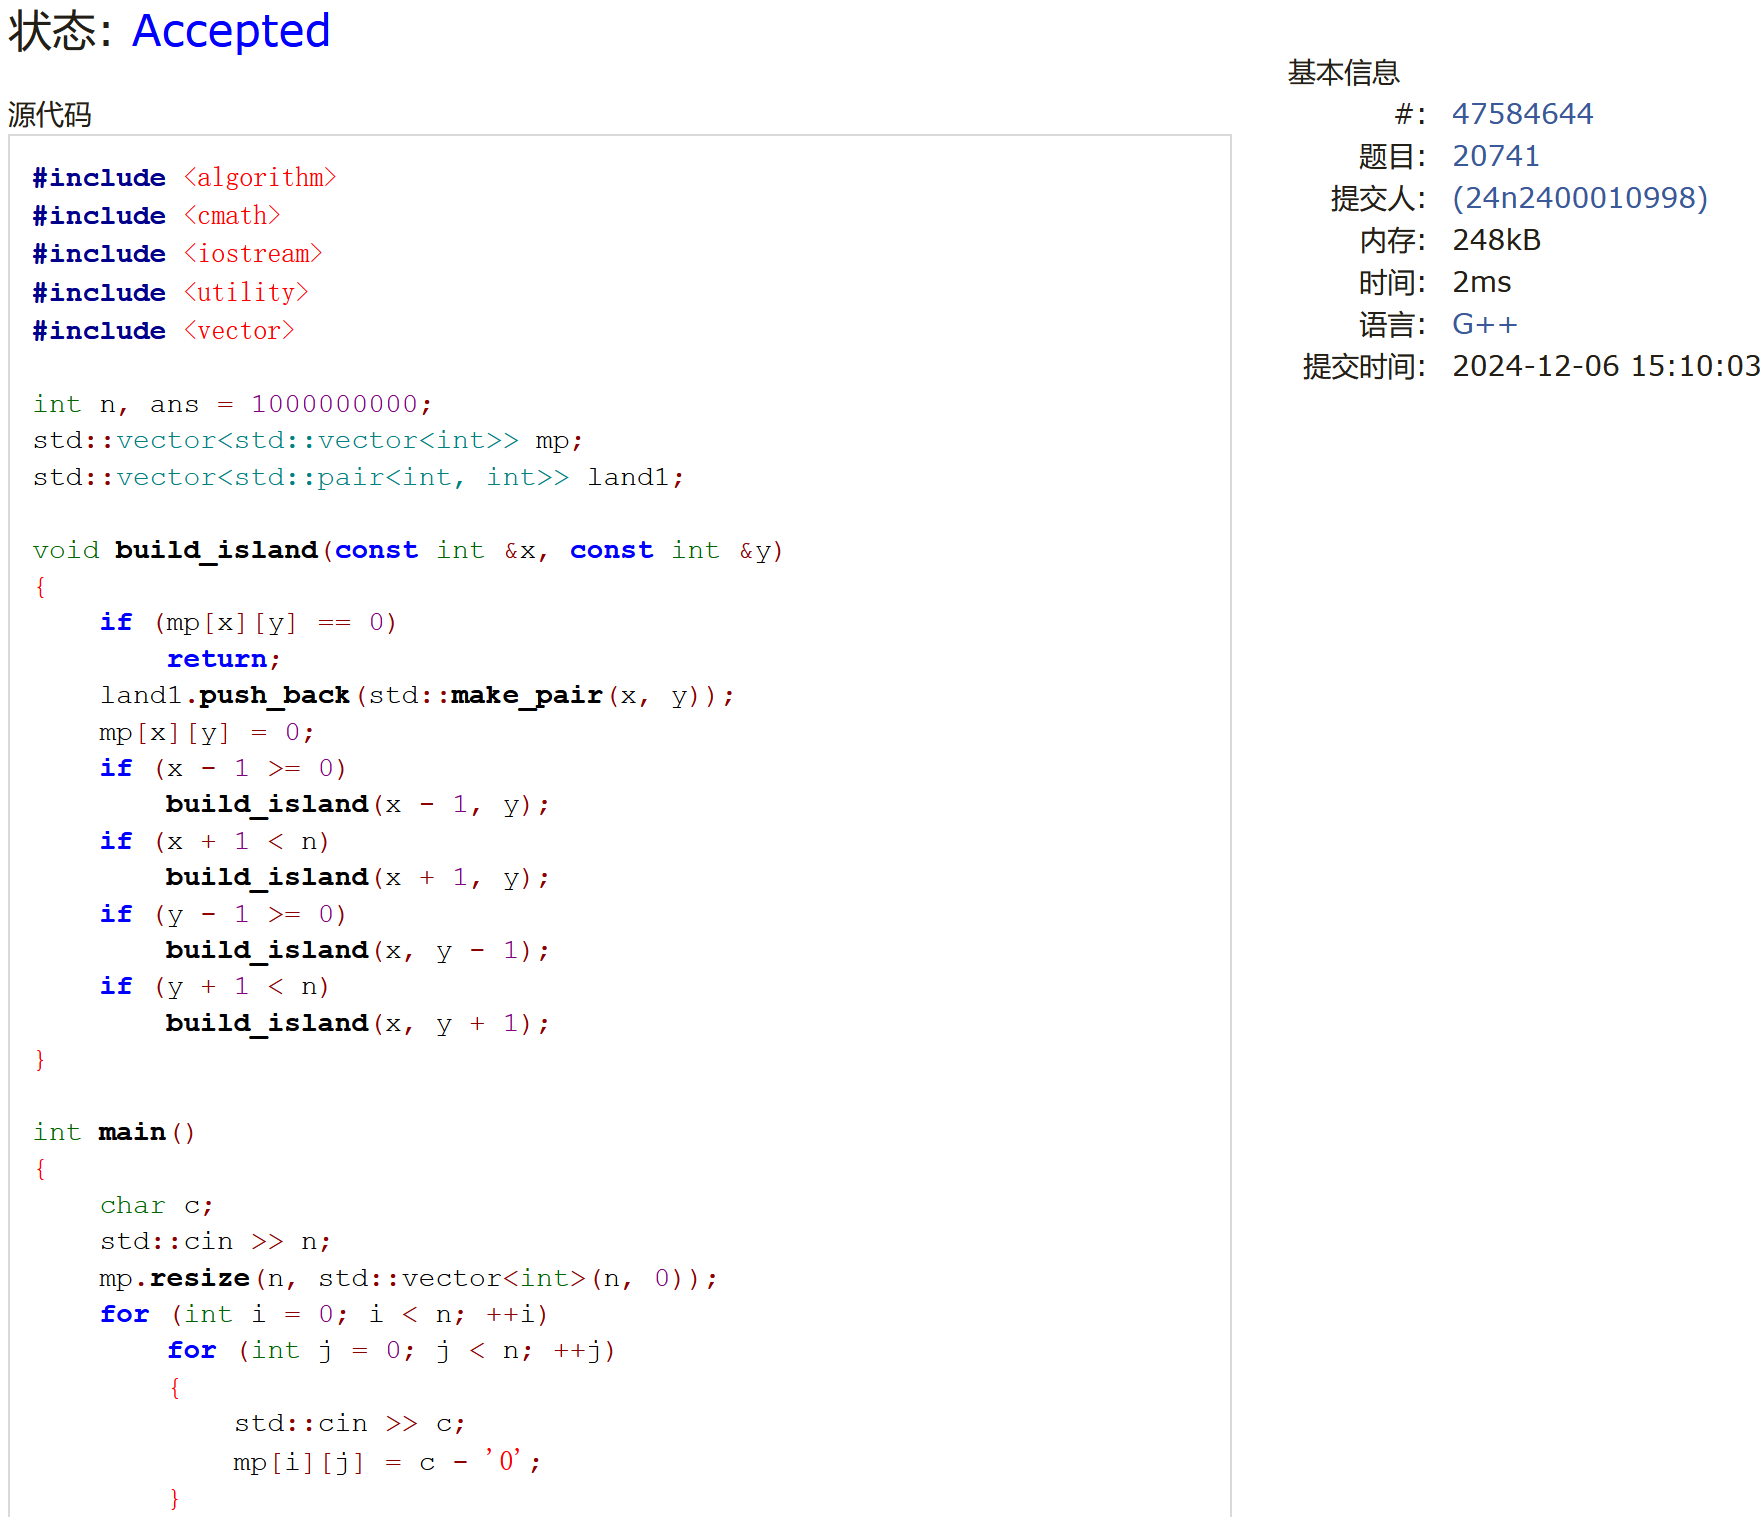 状态: Accepted
源代码
#include <algorithm>
#include <cmath>
#include <iostream>
#include <utility>
#include <vector>

int n, ans = 1000000000;
std::vector<std::vector<int>> mp;
std::vector<std::pair<int, int>> land1;

void build_island(const int &x, const int &y)
{
    if (mp[x][y] == 0)
        return;
    land1.push_back(std::make_pair(x, y));
    mp[x][y] = 0;
    if (x - 1 >= 0)
        build_island(x - 1, y);
    if (x + 1 < n)
        build_island(x + 1, y);
    if (y - 1 >= 0)
        build_island(x, y - 1);
    if (y + 1 < n)
        build_island(x, y + 1);
}

int main()
{
    char c;
    std::cin >> n;
    mp.resize(n, std::vector<int>(n, 0));
    for (int i = 0; i < n; ++i)
        for (int j = 0; j < n; ++j)
        {
            std::cin >> c;
            mp[i][j] = c - '0';
        }
基本信息
#: 47584644
题目: 20741
提交人: (24n2400010998)
内存: 248kB
时间: 2ms
语言: G++
提交时间: 2024-12-06 15:10:03